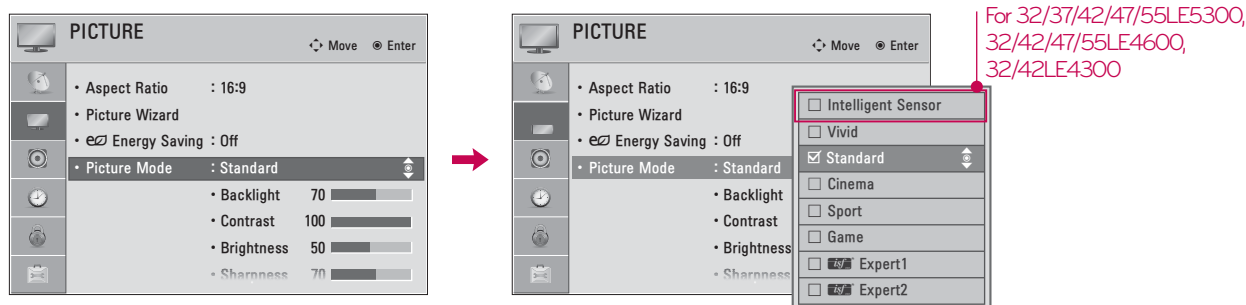 PICTURE
Move Enter
• Aspect Ratio : 16:9
• Picture Wizard
• Energy Saving : Off
• Picture Mode : Standard
• Backlight 70
• Contrast 100
• Brightness 50
• Sharpness 70
PICTURE
Move Enter
• Aspect Ratio : 16:9
• Picture Wizard
• Energy Saving : Off
• Picture Mode : Standard
• Backlight
• Contrast
• Brightness
• Sharpness
For 32/37/42/47/55LE5300,
32/42/47/55LE4600,
32/42LE4300
Intelligent Sensor
Vivid
Standard
Cinema
Sport
Game
isf Expert1
isf Expert2